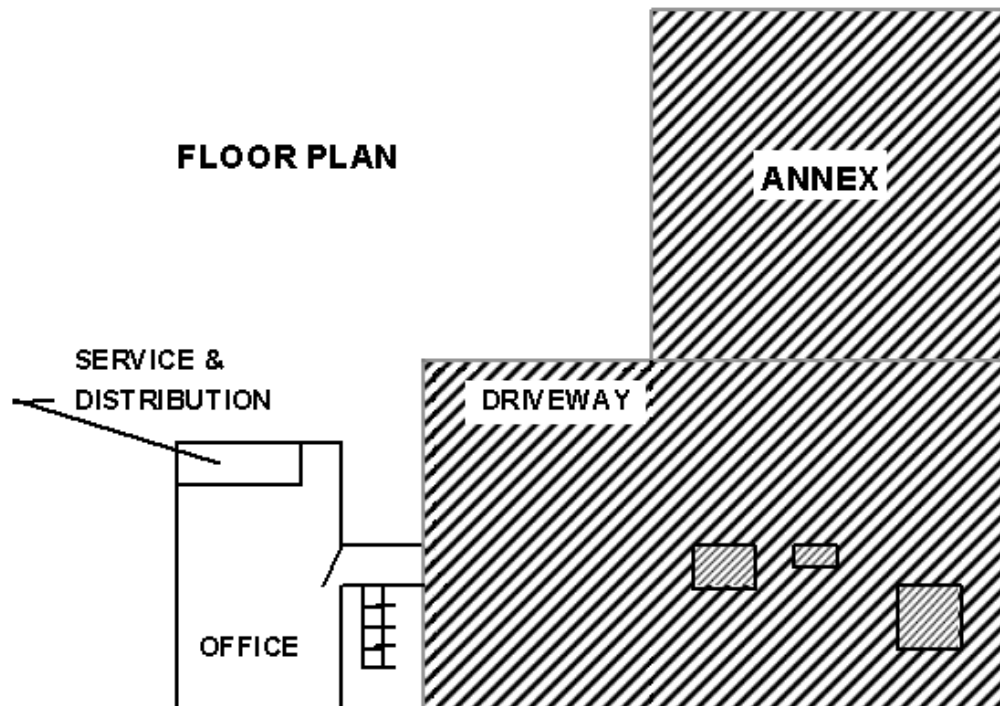 FLOOR PLAN
ANNEX
SERVICE &
DISTRIBUTION
DRIVEWAY
OFFICE